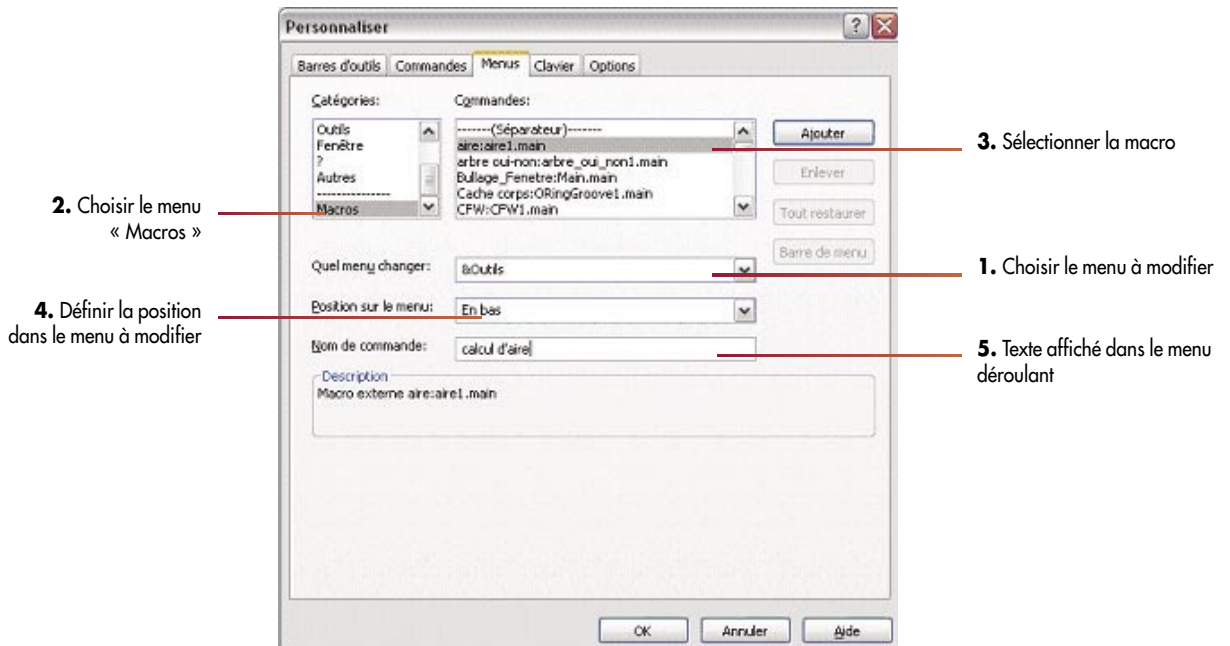 Personnaliser
Barres d'outils Commandes Menus Clavier Options
Catégories:
Commandes:
Outils
Fenêtre
?
Autres
----------------
Macros
-------(Séparateur)-------
aire:aire1.main
arbre oui-non:arbre_oui_non1.main
Bullage_Fenetre:Main.main
Cache corps:ORingGroove1.main
CFW:CFW1.main
Ajouter
Enlever
Tout restaurer
Barre de menu
Quel menu changer:
&Outils
Position sur le menu:
En bas
Nom de commande:
calcul d'aire
Description
Macro externe aire:aire1.main
OK
Annuler
Aide
2. Choisir le menu
« Macros »
4. Définir la position
dans le menu à modifier
3. Sélectionner la macro
1. Choisir le menu à modifier
5. Texte affiché dans le menu
déroulant